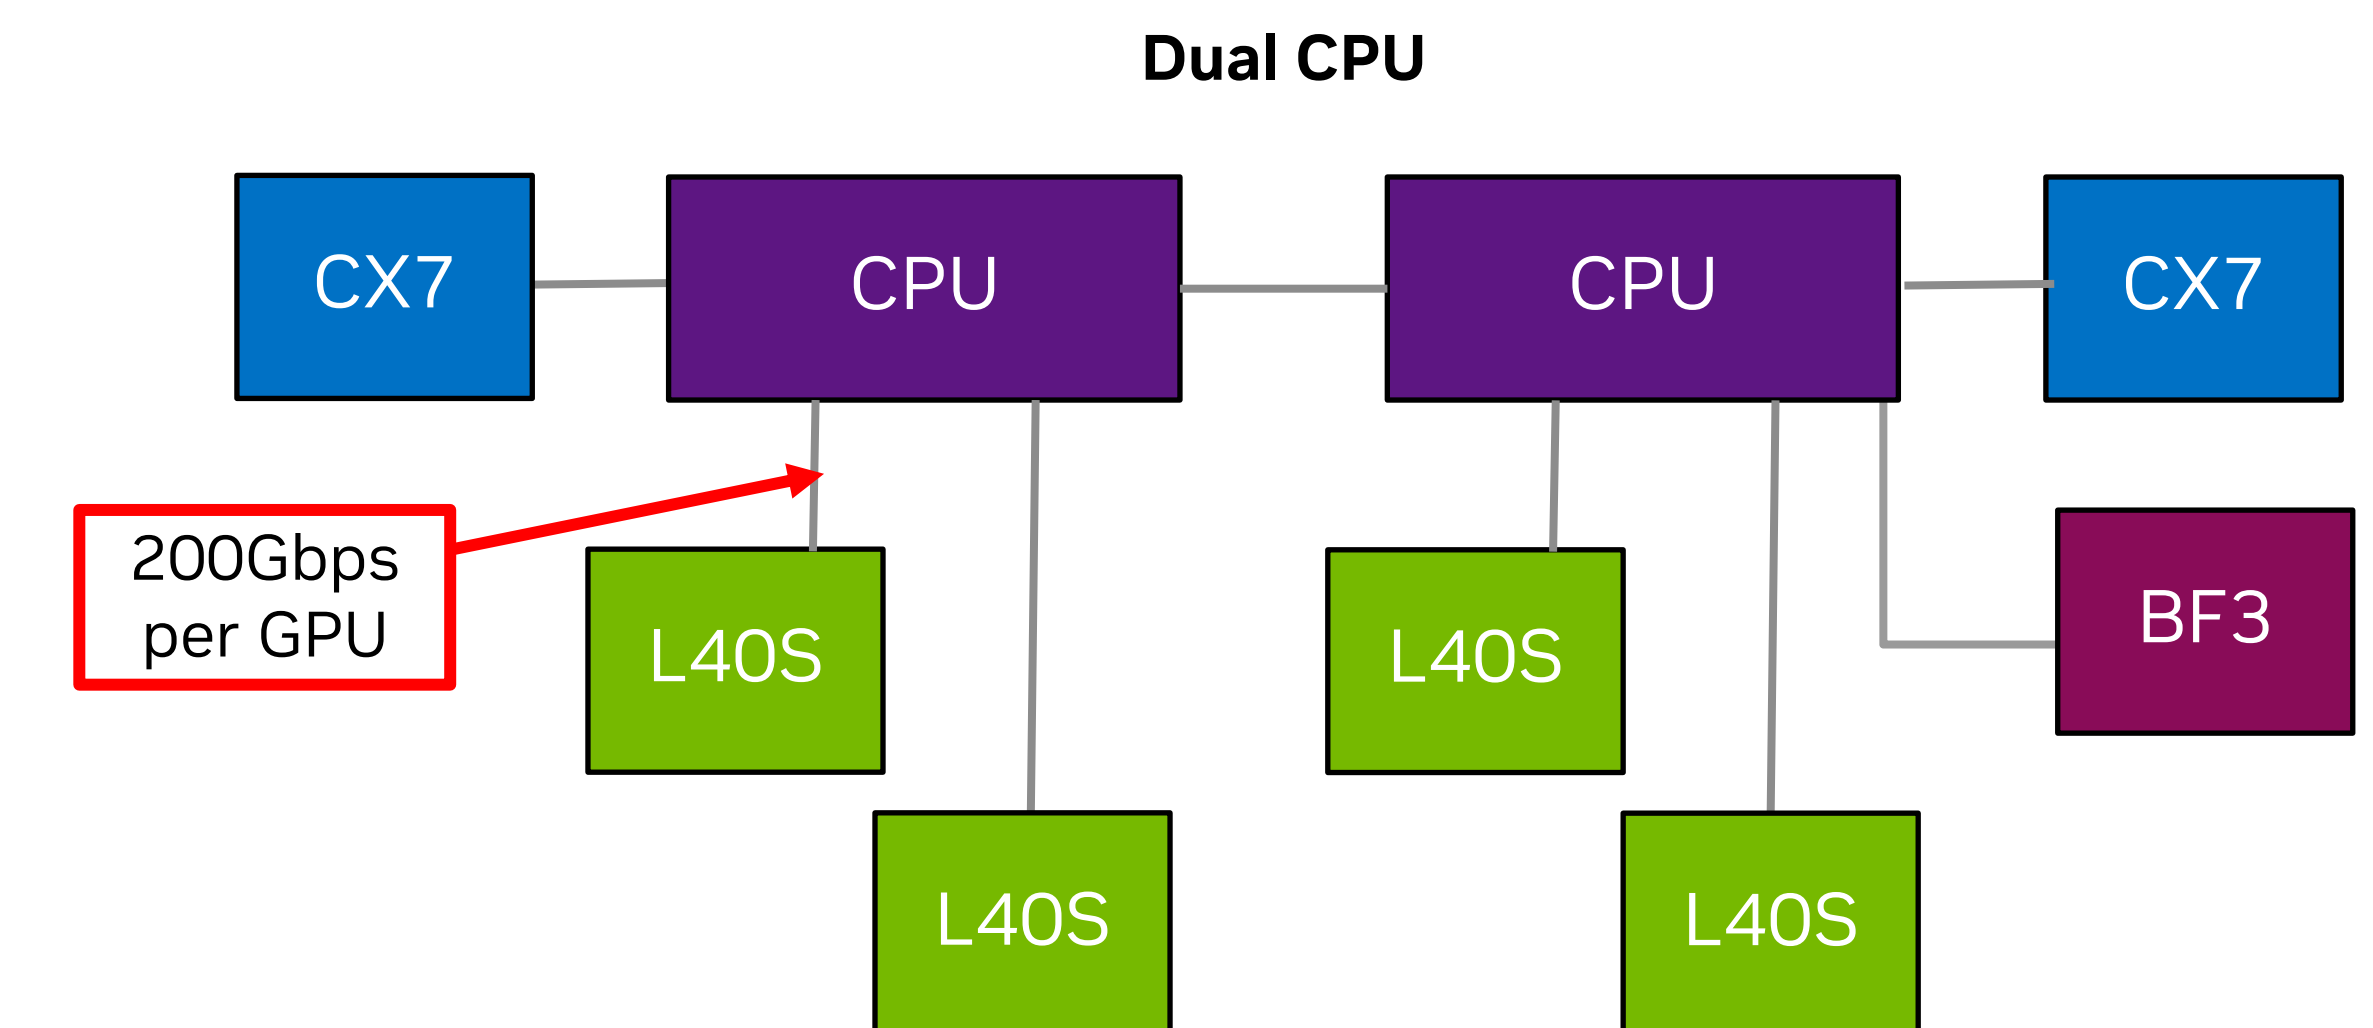 Dual CPU
CX7
CPU
CPU
CX7
200Gbps
per GPU
L40S
L40S
BF3
L40S
L40S